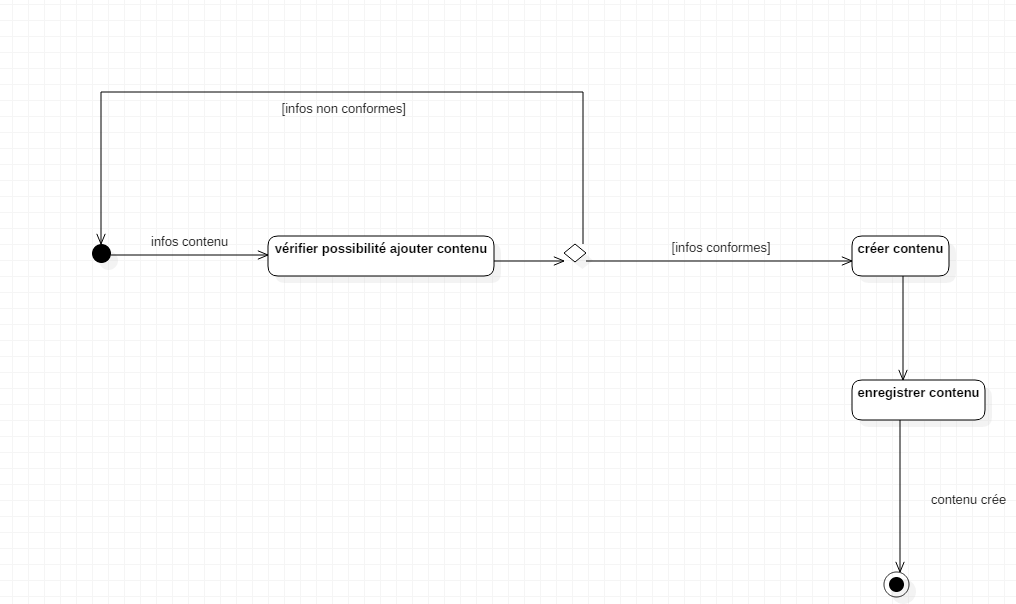 [infos non conformes]
infos contenu
vérifier possibilité ajouter contenu
[infos conformes]
créer contenu
enregistrer contenu
contenu crée